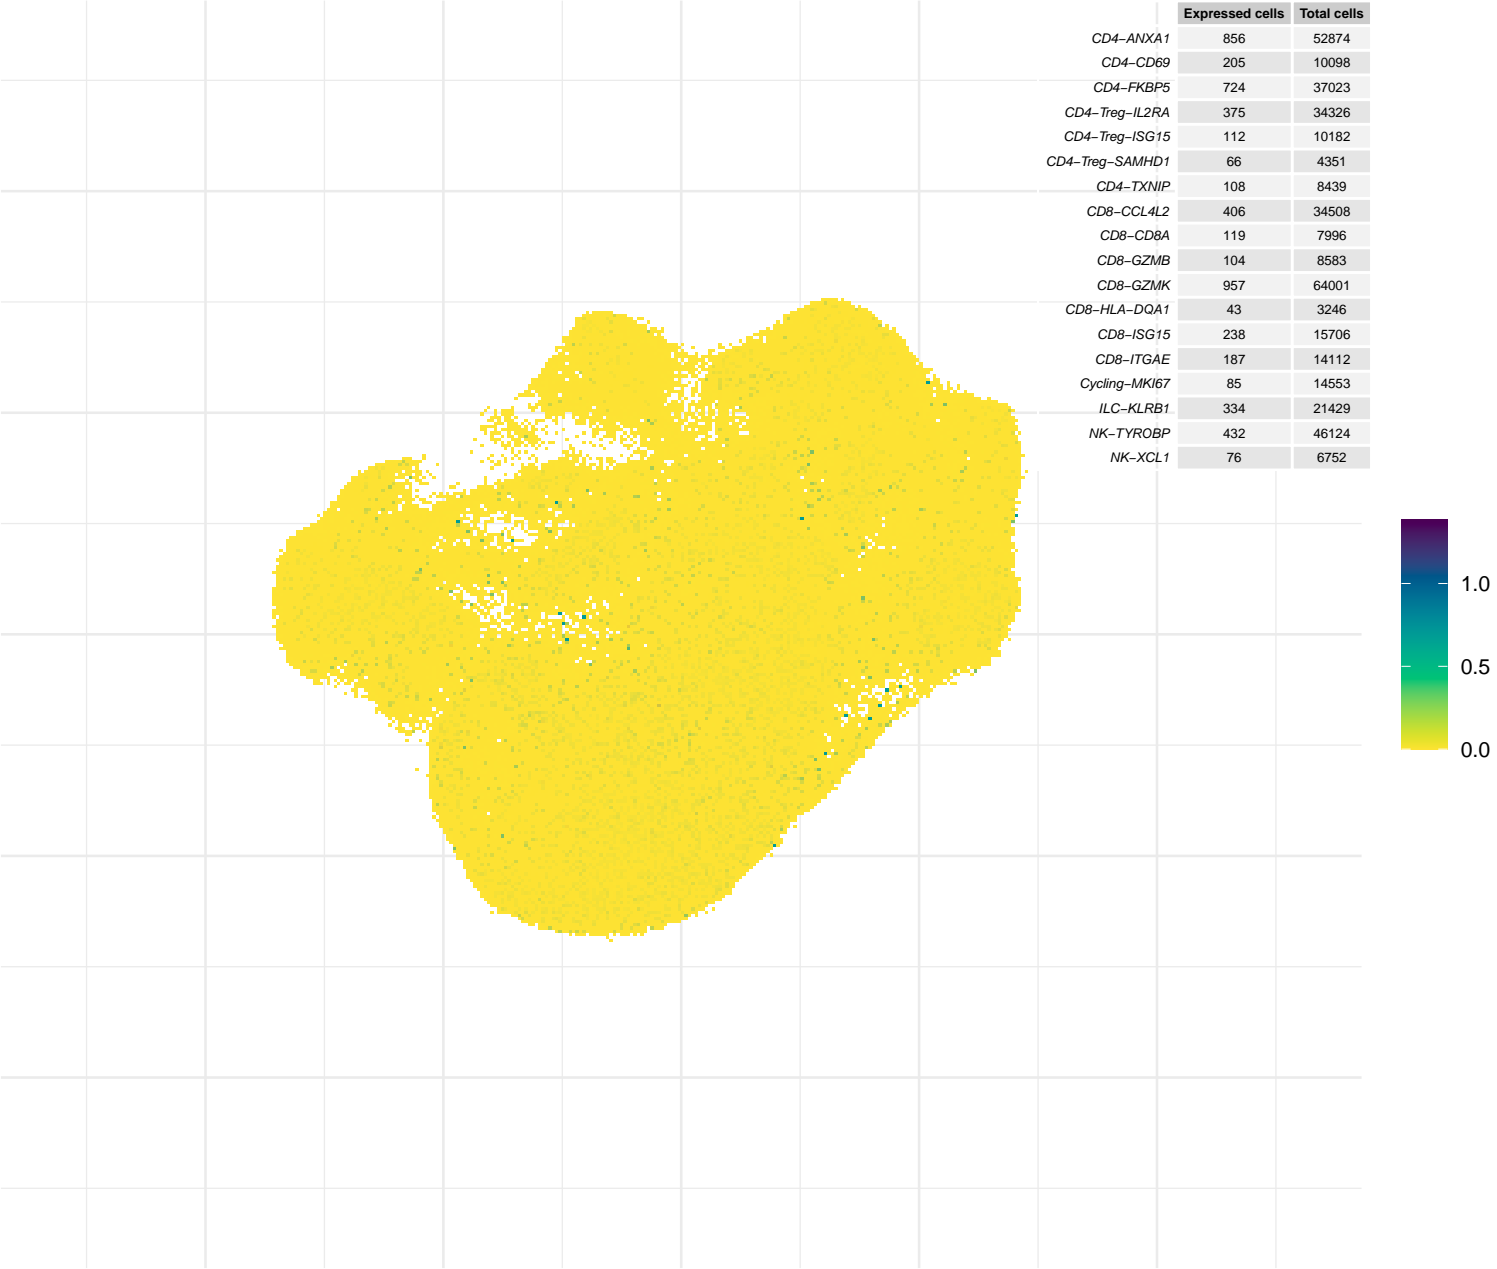 Expressed cells Total cells
CD4−ANXA1 856 52874
CD4−CD69 205 10098
CD4−FKBP5 724 37023
CD4−Treg−IL2RA 375 34326
CD4−Treg−ISG15 112 10182
CD4−Treg−SAMHD1 66 4351
CD4−TXNIP 108 8439
CD8−CCL4L2 406 34508
CD8−CD8A 119 7996
CD8−GZMB 104 8583
CD8−GZMK 957 64001
CD8−HLA−DQA1 43 3246
CD8−ISG15 238 15706
CD8−ITGAE 187 14112
Cycling−MKI67 85 14553
ILC−KLRB1 334 21429
NK−TYROBP 432 46124
NK−XCL1 76 6752
1.0
0.5
0.0